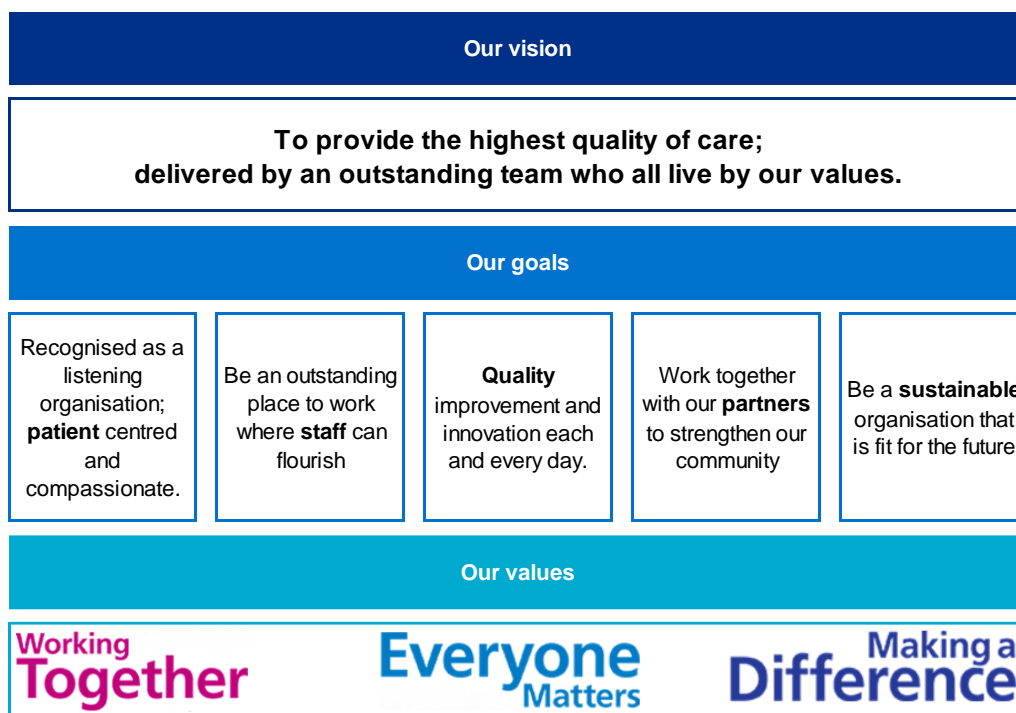 Our vision
To provide the highest quality of care;
delivered by an outstanding team who all live by our values.
Our goals
Recognised as a
listening
organisation;
patient centred
and
compassionate.
Be an outstanding
place to work
where staff can
flourish
Quality
improvement and
innovation each
and every day.
Work together
with our partners
to strengthen our
community
Be a sustainable
organisation that
is fit for the future
Our values
Working
Together
Everyone
Matters
Making a
Difference